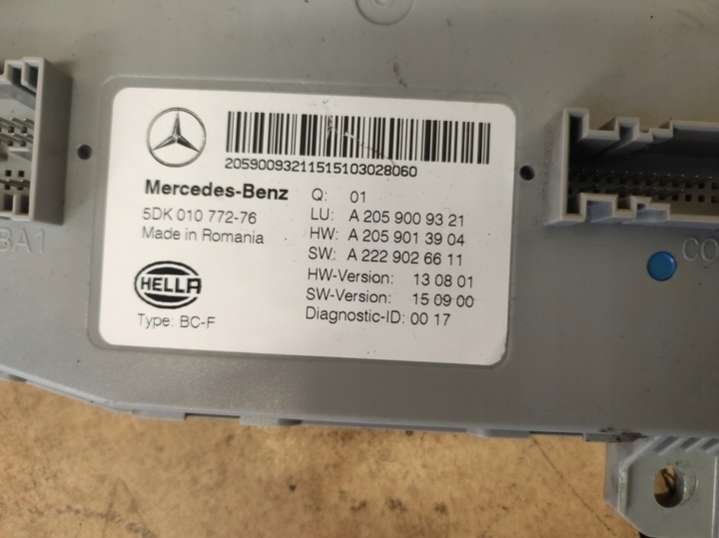 20590093211515103028060
Mercedes-Benz
5DK 010 772-76
Made in Romania
HELLA
Type: BC-F
Q: 01
LU: A 205 900 93 21
HW: A 205 901 39 04
SW: A 222 902 66 11
HW-Version: 13 08 01
SW-Version: 15 09 00
Diagnostic-ID: 00 17
BA1
CO